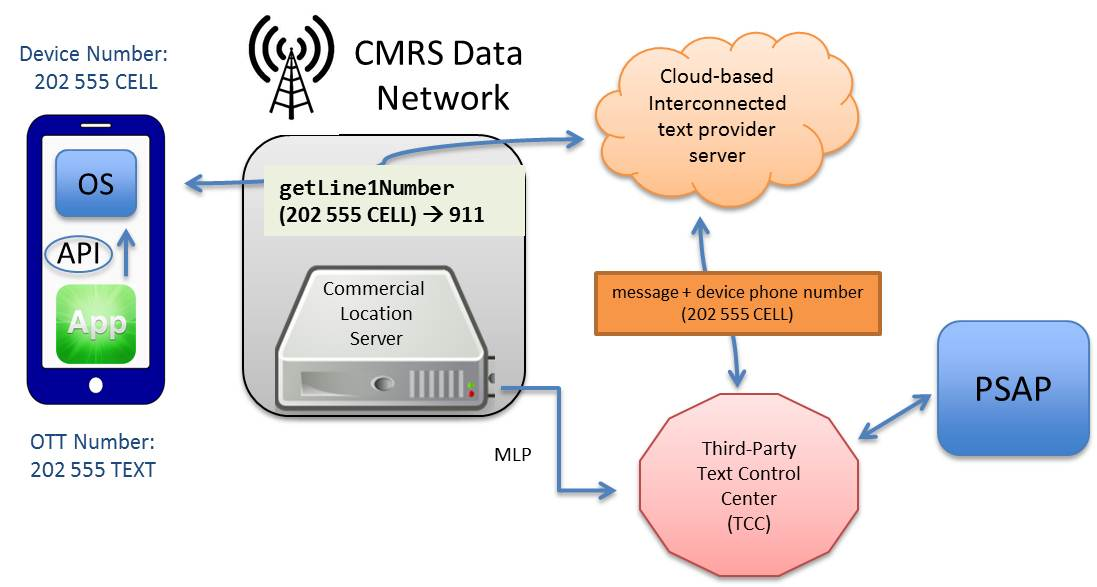 Device Number:
202 555 CELL
OS
API
App
OTT Number:
202 555 TEXT
CMRS Data
Network
getLine1Number
(202 555 CELL) → 911
Commercial
Location
Server
MLP
Cloud-based
Interconnected
text provider
server
message + device phone number
(202 555 CELL)
Third-Party
Text Control
Center
(TCC)
PSAP